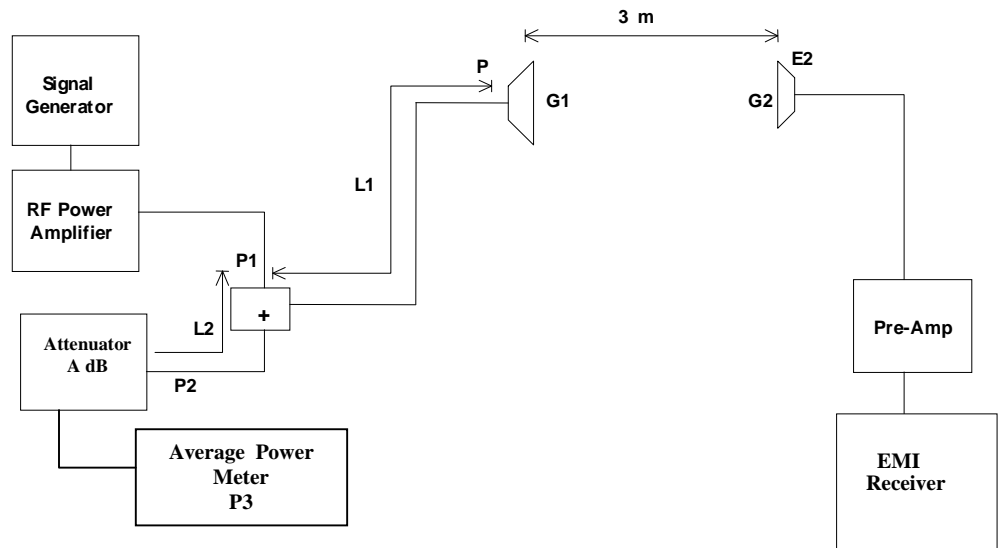 3 m
Signal
Generator
P
E2
G1
G2
L1
RF Power
Amplifier
P1
+
L2
Attenuator
A dB
P2
Pre-Amp
Average Power
Meter
P3
EMI
Receiver